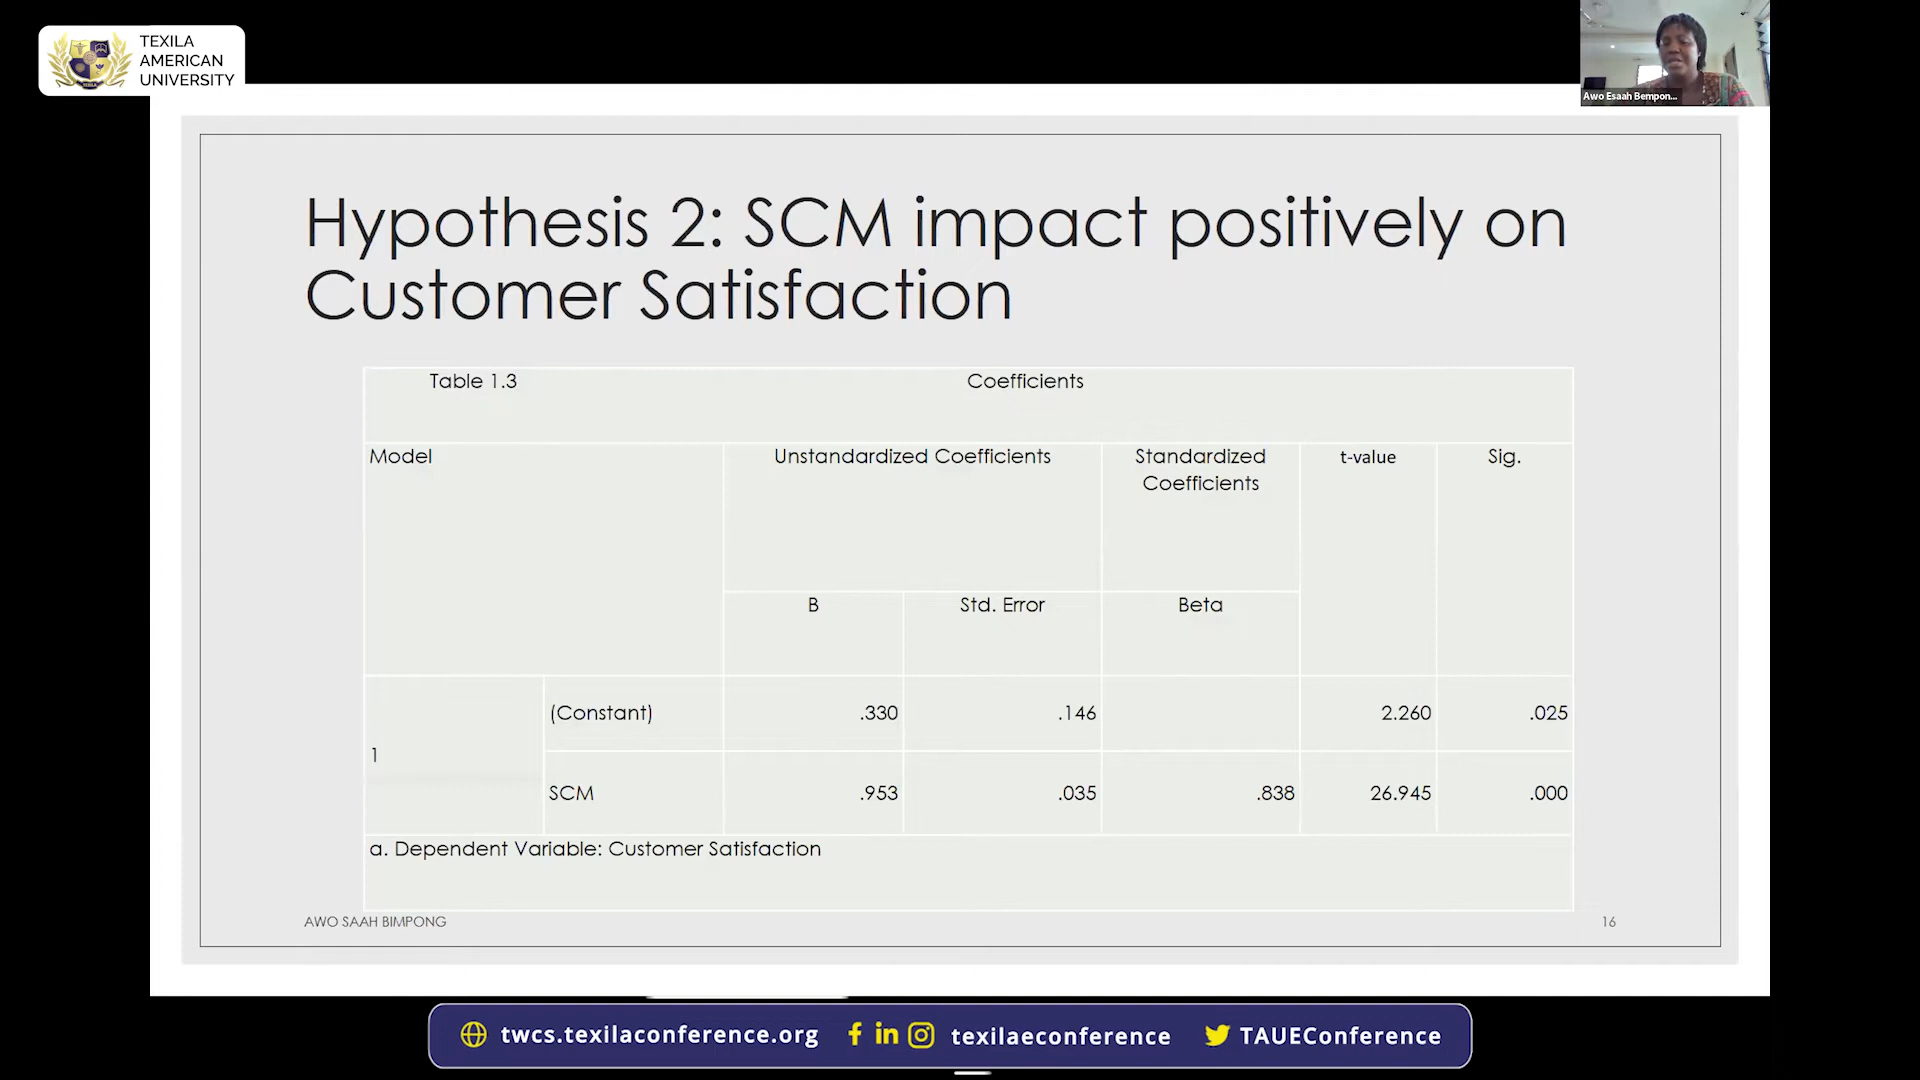 TEXILA
AMERICAN
UNIVERSITY
Awo Esaah Bempon...
Hypothesis 2: SCM impact positively on
Customer Satisfaction
Table 1.3 Coefficients
Model Unstandardized Coefficients Standardized Coefficients t-value Sig.
B Std. Error Beta
1
(Constant) .330 .146 2.260 .025
SCM .953 .035 .838 26.945 .000
a. Dependent Variable: Customer Satisfaction
AWO SAAH BIMPONG 16
twcs.texilaconference.org texilaeconference TAUEConference